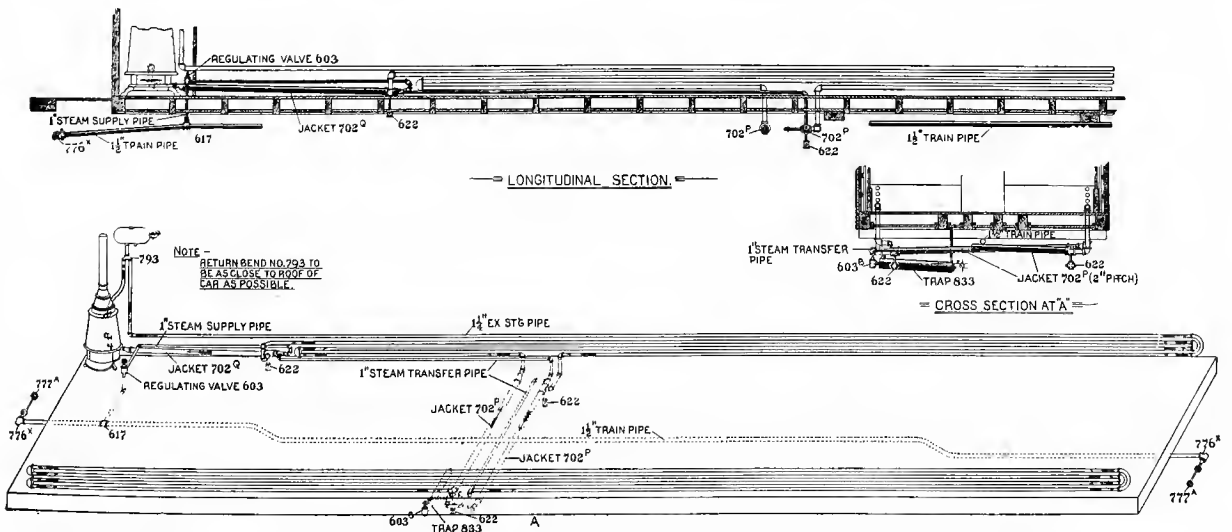 REGULATING VALVE 603
1" STEAM SUPPLY PIPE
JACKET 702Q
622
776X
1½" TRAIN PIPE
617
702P
702P
622
1½" TRAIN PIPE
LONGITUDINAL SECTION.
1½" TRAIN PIPE
1" STEAM TRANSFER
PIPE
603B
622
TRAP 833
622
JACKET 702P (2" PITCH)
CROSS SECTION AT "A"
793
NOTE –
RETURN BEND NO. 793 TO
BE AS CLOSE TO ROOF OF
CAR AS POSSIBLE.
1" STEAM SUPPLY PIPE
1¼" EX STG PIPE
JACKET 702Q
622
1" STEAM TRANSFER PIPE
REGULATING VALVE 603
777A
JACKET 702P
622
776X
617
1½" TRAIN PIPE
776X
JACKET 702P
777A
603B
622
A
TRAP 833